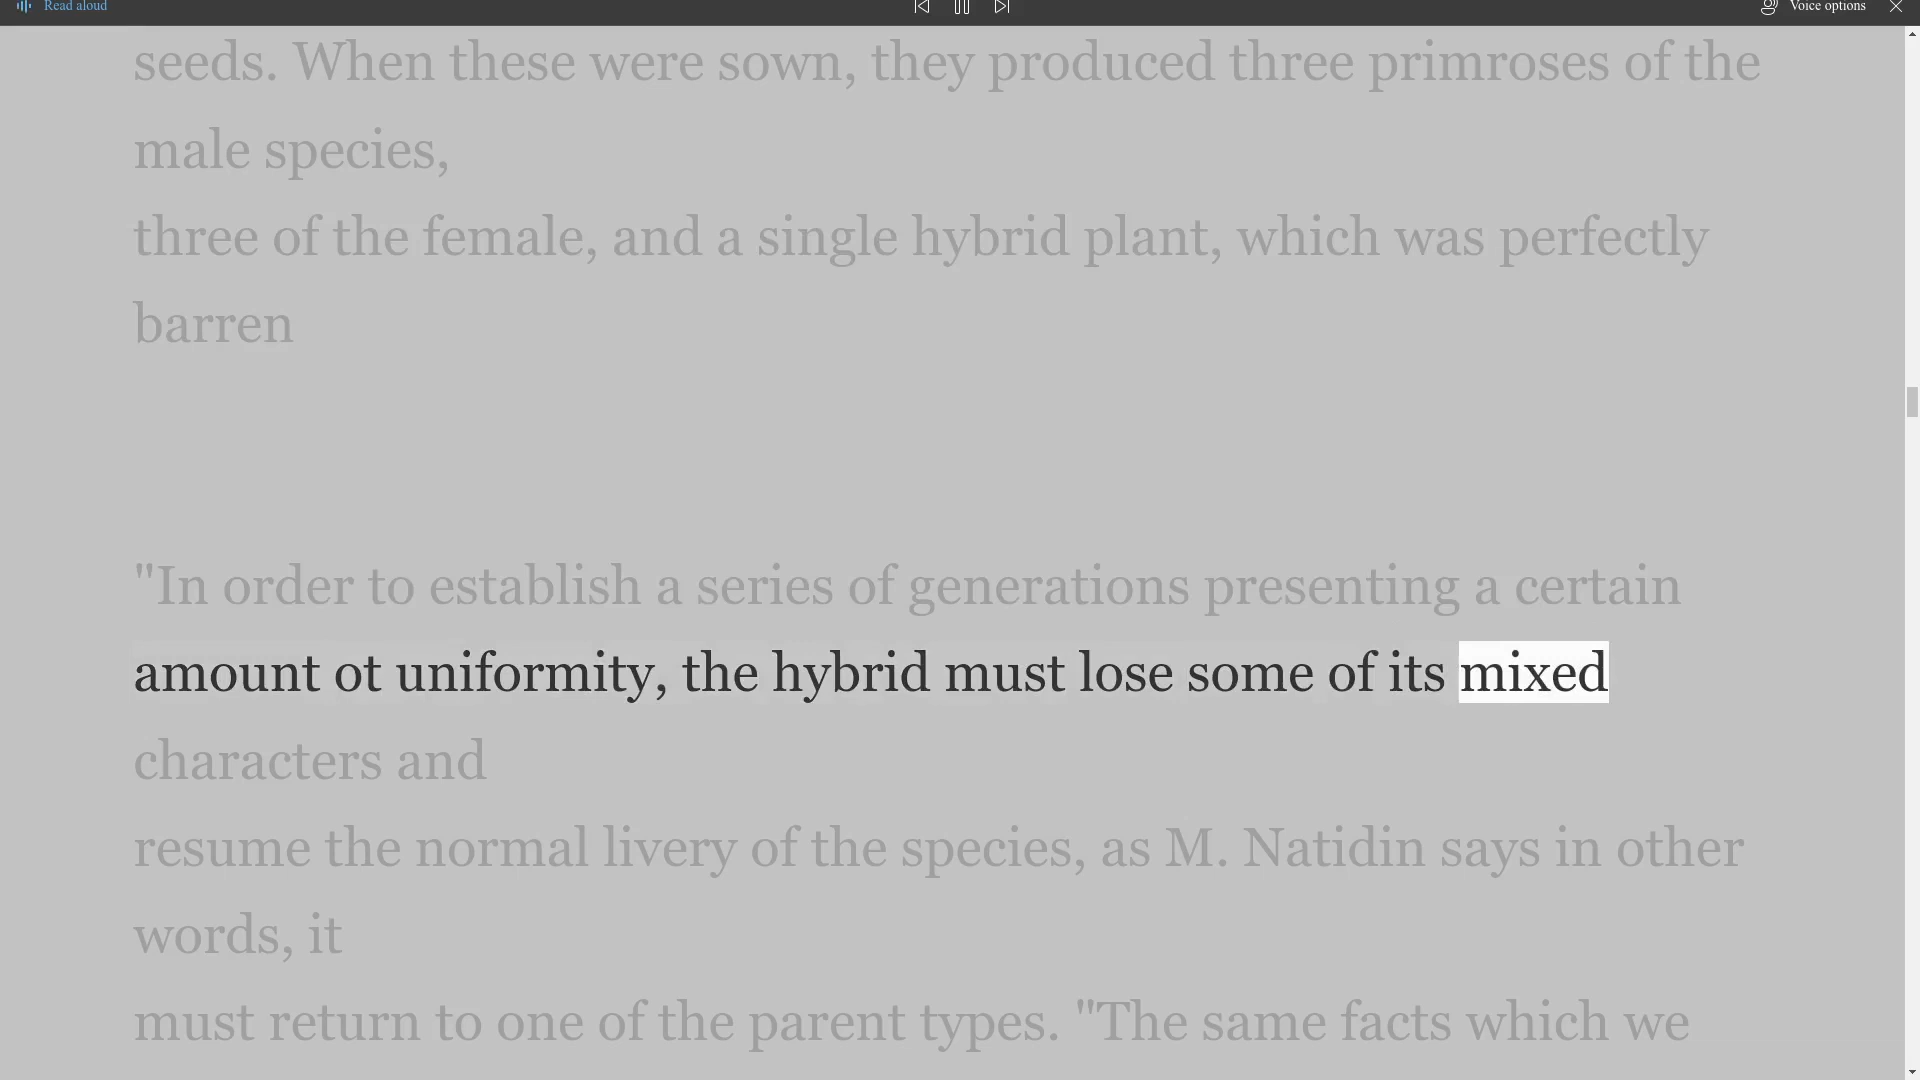 Read aloud
Voice options
seeds. When these were sown, they produced three primroses of the
male species,
three of the female, and a single hybrid plant, which was perfectly
barren
"In order to establish a series of generations presenting a certain
amount ot uniformity, the hybrid must lose some of its mixed
characters and
resume the normal livery of the species, as M. Natidin says in other
words, it
must return to one of the parent types. "The same facts which we